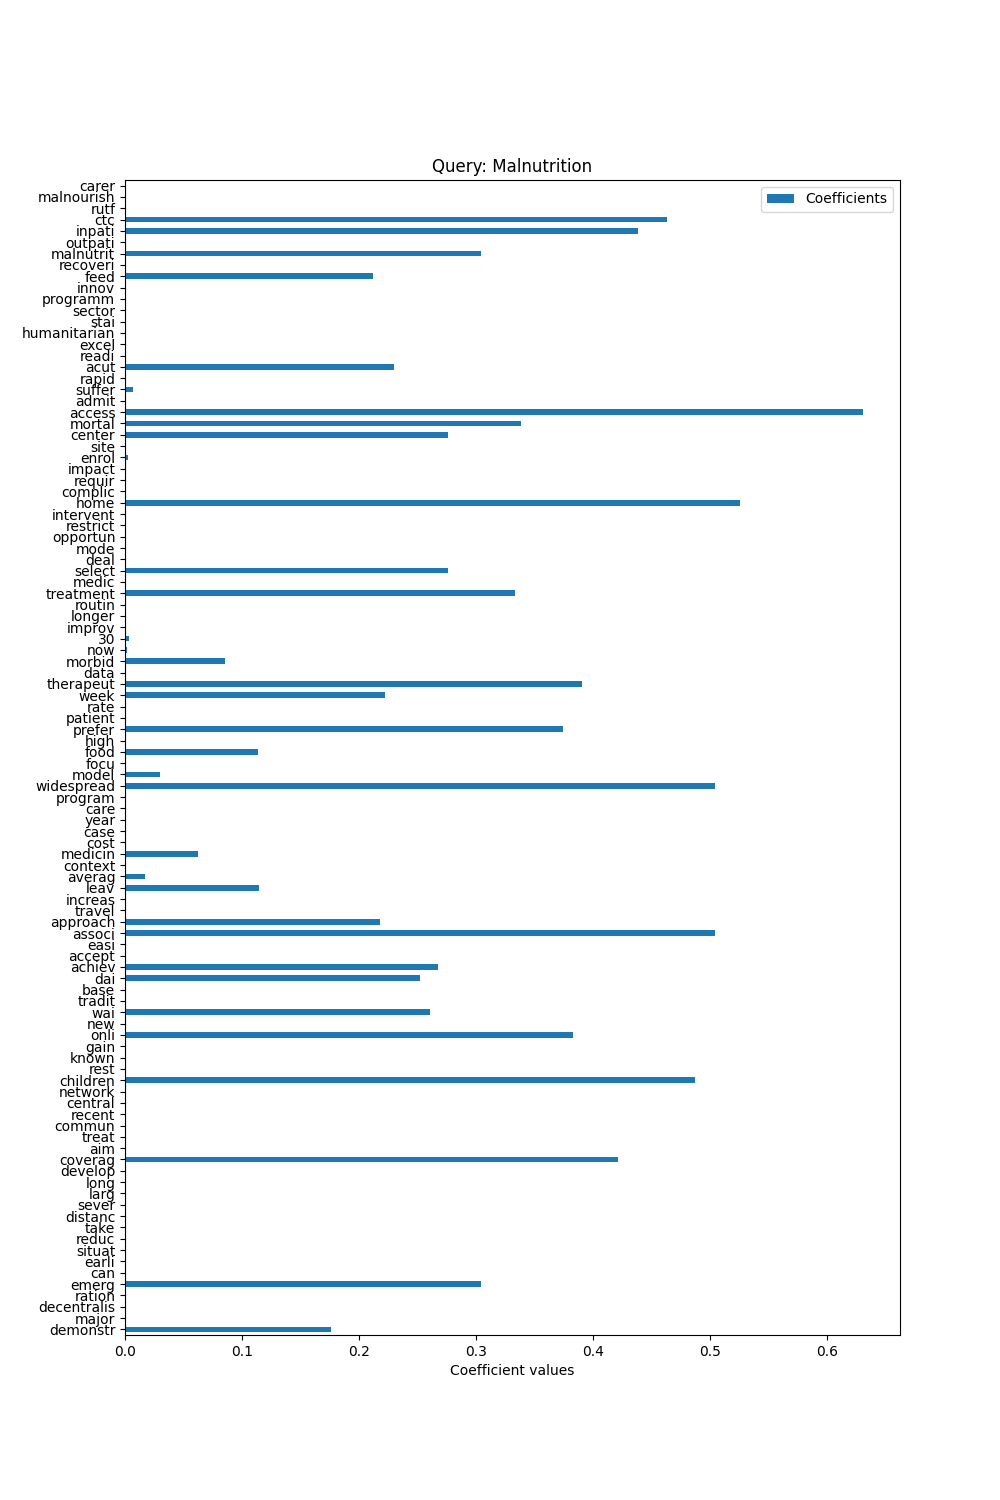 Query: Malnutrition
Coefficients
carer
malnourish
rutf
ctc
inpati
outpati
malnutrit
recoveri
feed
innov
programm
sector
stai
humanitarian
excel
readi
acut
rapid
suffer
admit
access
mortal
center
site
enrol
impact
requir
complic
home
intervent
restrict
opportun
mode
deal
select
medic
treatment
routin
longer
improv
30
now
morbid
data
therapeut
week
rate
patient
prefer
high
food
focu
model
widespread
program
care
year
case
cost
medicin
context
averag
leav
increas
travel
approach
associ
easi
accept
achiev
dai
base
tradit
wai
new
onli
gain
known
rest
children
network
central
recent
commun
treat
aim
coverag
develop
long
larg
sever
distanc
take
reduc
situat
earli
can
emerg
ration
decentralis
major
demonstr
0.0 0.1 0.2 0.3 0.4 0.5 0.6
Coefficient values